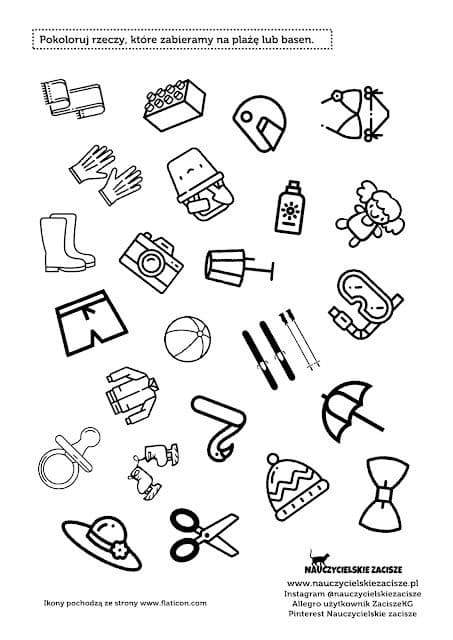 Pokoloruj rzeczy, które zabieramy na plażę lub basen.
NAUCZYCIELSKIE ZACISZE
www.nauczycielskiezacisze.pl
Instagram @nauczycielskiezacisze
Allegro użytkownik ZaciszeKG
Pinterest Nauczycielskie zacisze
Ikony pochodzą ze strony www.flaticon.com